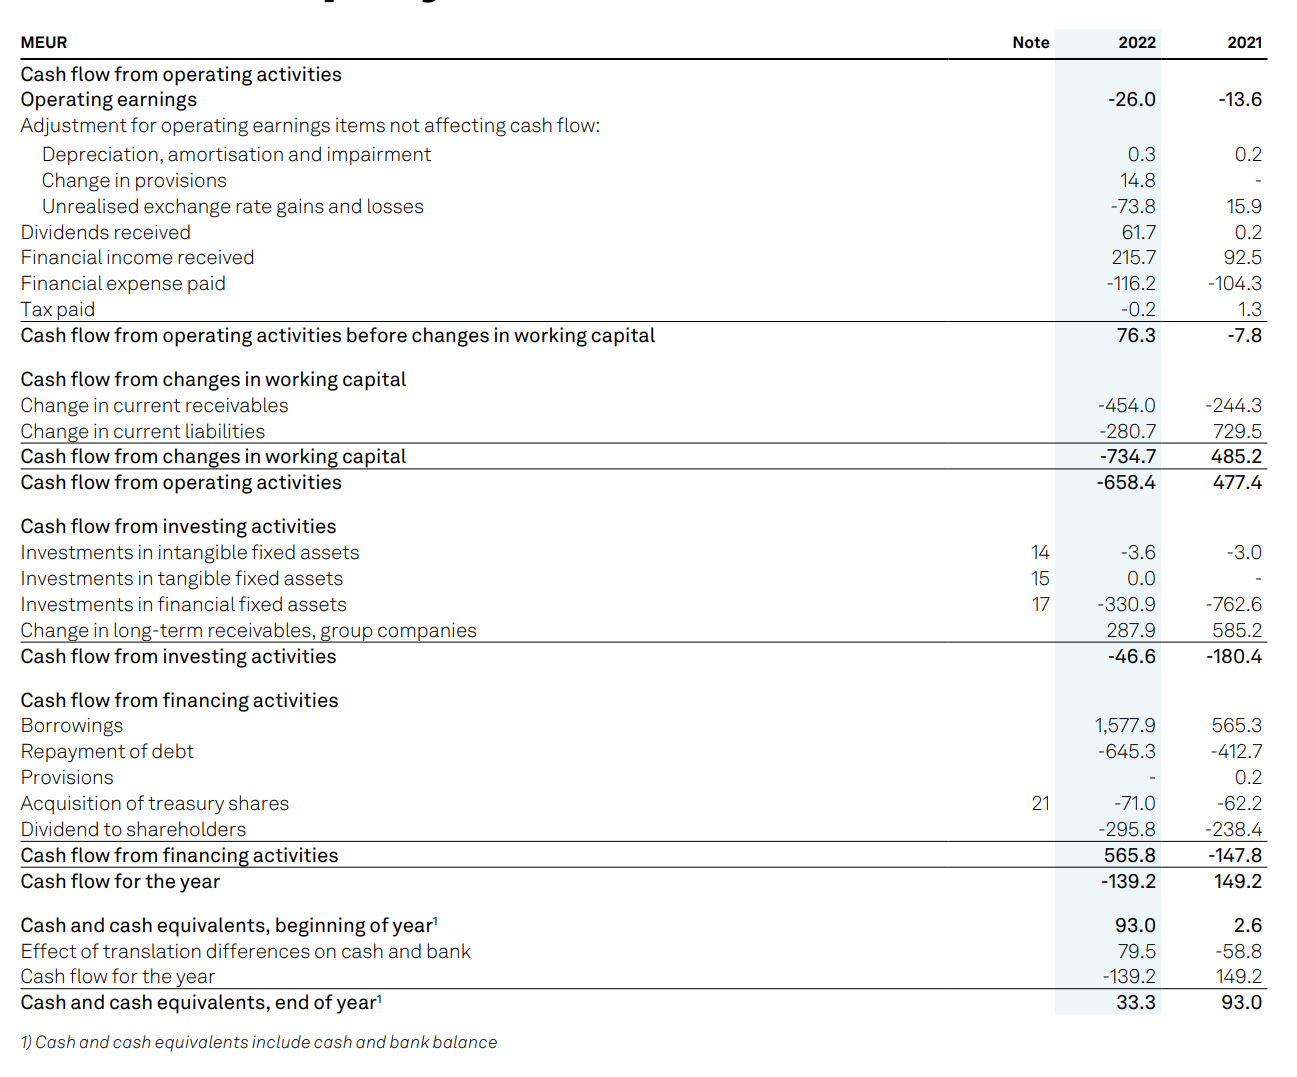 MEUR Note 2022 2021
Cash flow from operating activities
Operating earnings -26.0 -13.6
Adjustment for operating earnings items not affecting cash flow:
Depreciation, amortisation and impairment 0.3 0.2
Change in provisions 14.8 -
Unrealised exchange rate gains and losses -73.8 15.9
Dividends received 61.7 0.2
Financial income received 215.7 92.5
Financial expense paid -116.2 -104.3
Tax paid -0.2 1.3
Cash flow from operating activities before changes in working capital 76.3 -7.8
Cash flow from changes in working capital
Change in current receivables -454.0 -244.3
Change in current liabilities -280.7 729.5
Cash flow from changes in working capital -734.7 485.2
Cash flow from operating activities -658.4 477.4
Cash flow from investing activities
Investments in intangible fixed assets 14 -3.6 -3.0
Investments in tangible fixed assets 15 0.0 -
Investments in financial fixed assets 17 -330.9 -762.6
Change in long-term receivables, group companies 287.9 585.2
Cash flow from investing activities -46.6 -180.4
Cash flow from financing activities
Borrowings 1,577.9 565.3
Repayment of debt -645.3 -412.7
Provisions - 0.2
Acquisition of treasury shares 21 -71.0 -62.2
Dividend to shareholders -295.8 -238.4
Cash flow from financing activities 565.8 -147.8
Cash flow for the year -139.2 149.2
Cash and cash equivalents, beginning of year¹ 93.0 2.6
Effect of translation differences on cash and bank 79.5 -58.8
Cash flow for the year -139.2 149.2
Cash and cash equivalents, end of year¹ 33.3 93.0
1) Cash and cash equivalents include cash and bank balance